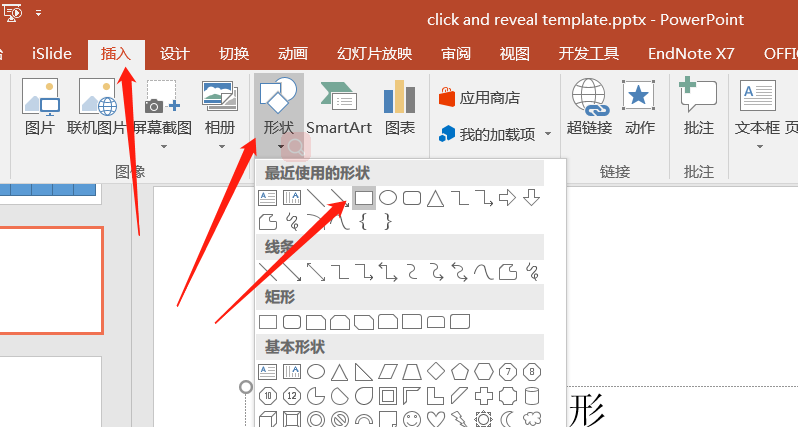 click and reveal template.pptx - PowerPoint
iSlide 插入 设计 切换 动画 幻灯片放映 审阅 视图 开发工具 EndNote X7 OFFI
图片 联机图片 屏幕截图 相册 形状 SmartArt 图表 应用商店 我的加载项 超链接 动作 批注 文本框 页
图像 链接 批注 
最近使用的形状
线条
矩形
基本形状
形